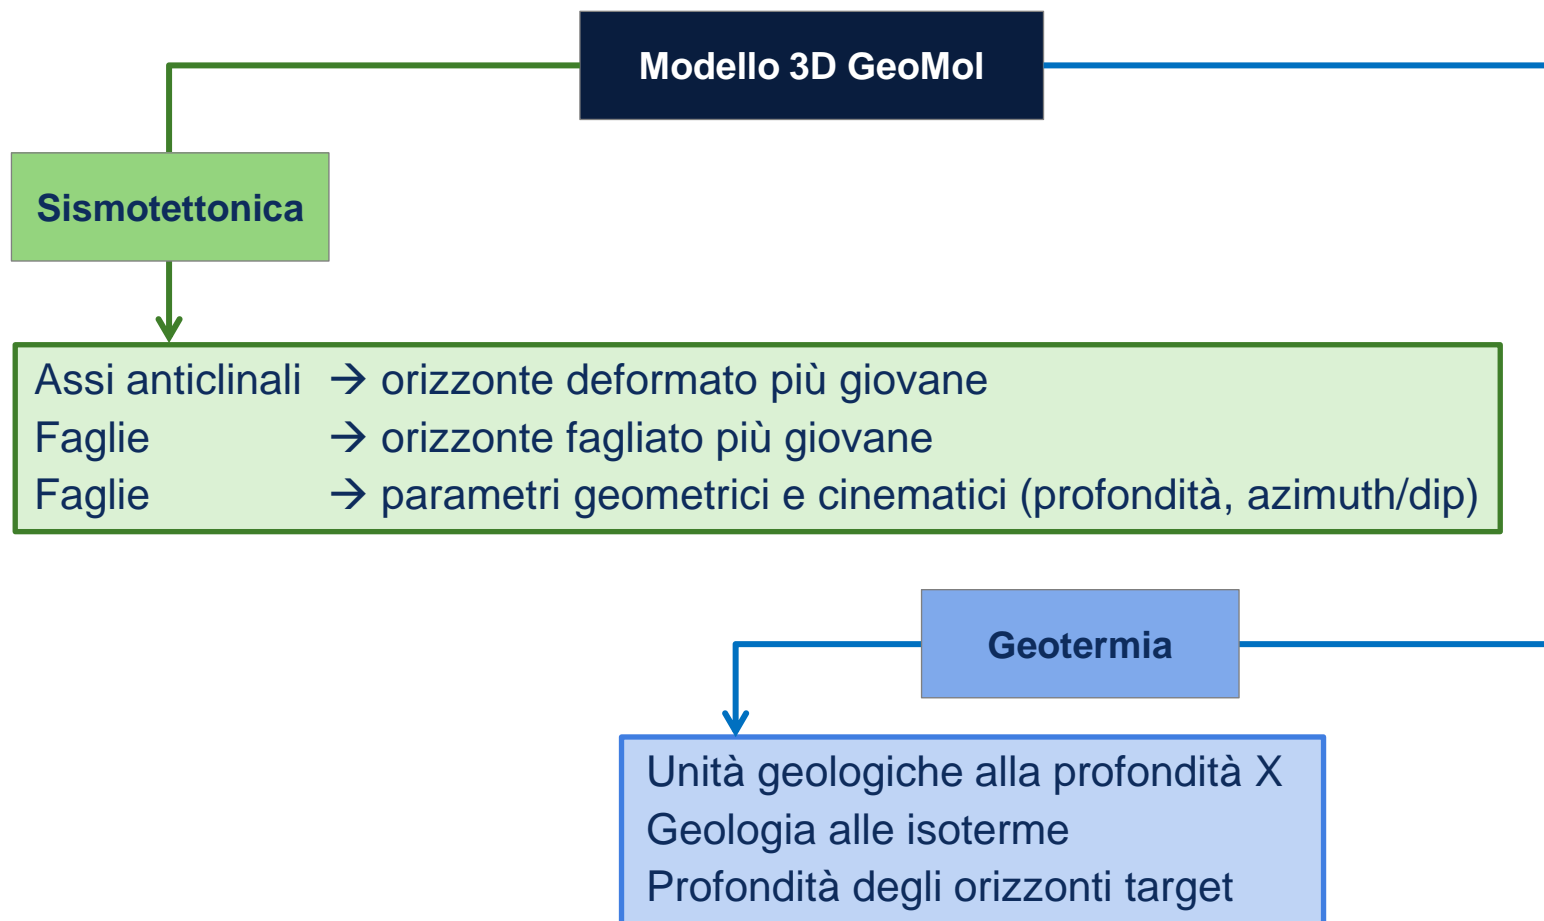 Modello 3D GeoMol
Sismotettonica
Assi anticlinali → orizzonte deformato più giovane
Faglie → orizzonte fagliato più giovane
Faglie → parametri geometrici e cinematici (profondità, azimuth/dip)
Geotermia
Unità geologiche alla profondità X
Geologia alle isoterme
Profondità degli orizzonti target